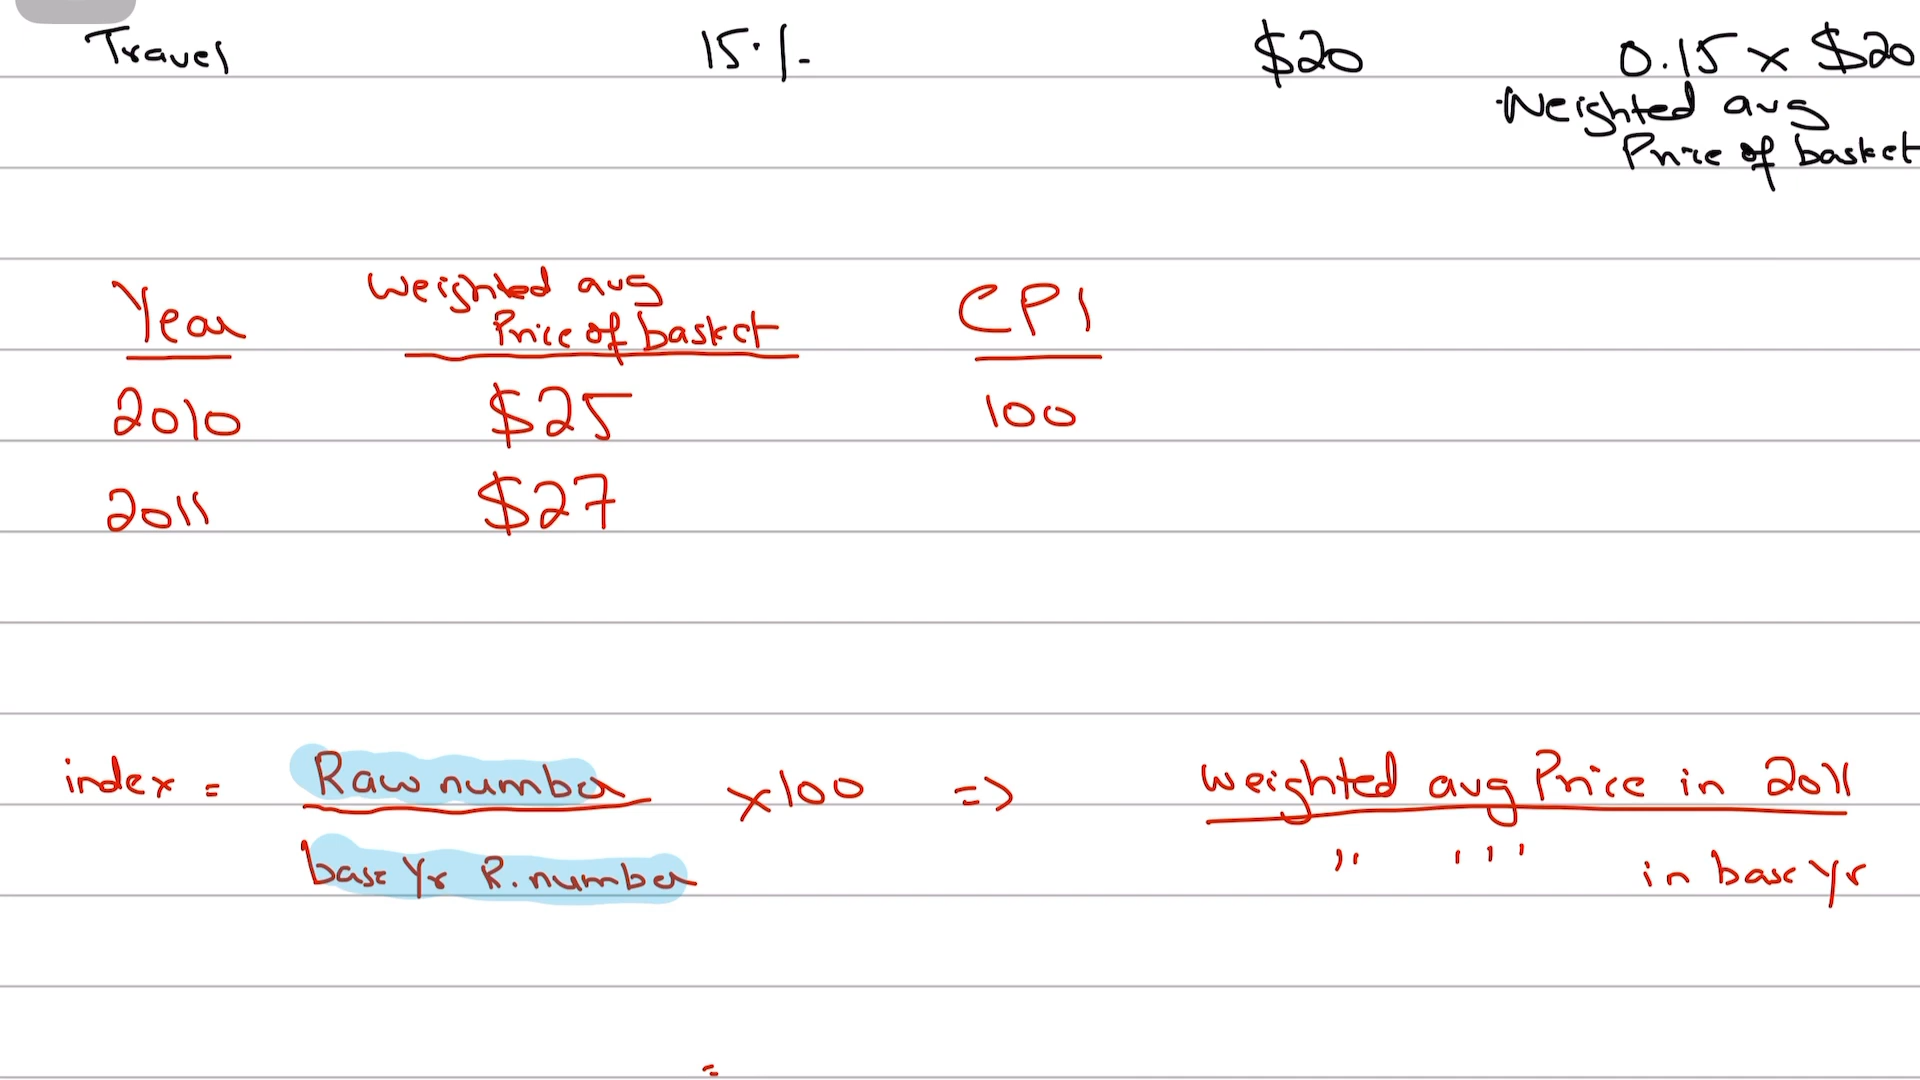 Travel 15% $20 0.15 x $20
Weighted avg
Price of basket
Year Weighted avg Price of basket CPI
2010 $25 100
2011 $27
index = Raw number x100 => weighted avg Price in 2011
base Yr R. number " " ' in base Yr
=